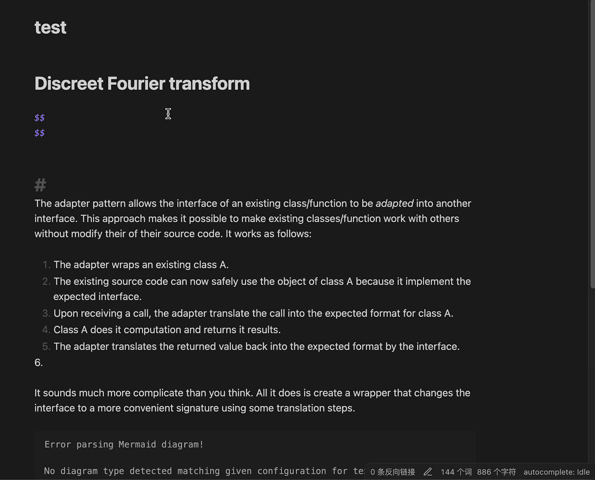 test
Discreet Fourier transform
$$
$$
#
The adapter pattern allows the interface of an existing class/function to be adapted into another
interface. This approach makes it possible to make existing classes/function work with others
without modify their of their source code. It works as follows:
1. The adapter wraps an existing class A.
2. The existing source code can now safely use the object of class A because it implement the
expected interface.
3. Upon receiving a call, the adapter translate the call into the expected format for class A.
4. Class A does it computation and returns it results.
5. The adapter translates the returned value back into the expected format by the interface.
6.
It sounds much more complicate than you think. All it does is create a wrapper that changes the
interface to a more convenient signature using some translation steps.
Error parsing Mermaid diagram!
No diagram type detected matching given configuration for te
0 条反向链接 144 个词 886 个字符 autocomplete: Idle